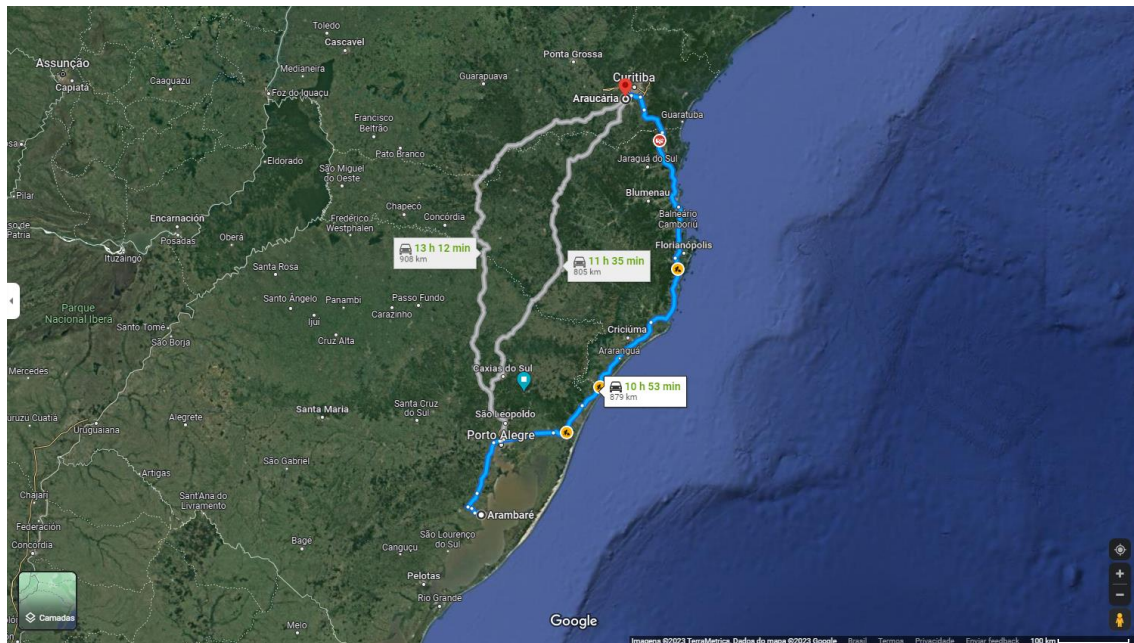 Toledo
Cascavel
Ponta Grossa
Assunção
Capiatá
Caaguazú
Medianeira
Foz do Iguaçu
Guarapuava
Curitiba
Araucária
Guaratuba
Francisco
Beltrão
Pato Branco
Eldorado
São Miguel
do Oeste
Jaraguá do Sul
Pilar
Blumenau
Balneário
Camboriú
Chapecó
Concórdia
Encarnación
Posadas
Oberá
Frederico
Westphalen
Ituzaingó
Florianópolis
13 h 12 min
908 km
11 h 35 min
805 km
Santa Rosa
Parque
Nacional Iberá
Santo Ângelo
Panambi
Passo Fundo
Carazinho
Ijuí
Santo Tomé
São Borja
Cruz Alta
Criciúma
Araranguá
Mercedes
Caxias do Sul
10 h 53 min
879 km
Santa Maria
Santa Cruz
do Sul
São Leopoldo
Alegrete
Uruguaiana
Porto Alegre
São Gabriel
Artigas
Sant'Ana do
Livramento
Chajarí
Federación
Concordia
Arambaré
São Lourenço
do Sul
Bagé
Canguçu
Pelotas
Rio Grande
Melo
Camadas
Google
Imagens ©2023 TerraMetrics, Dados do mapa ©2023 Google Brasil Termos Privacidade Enviar feedback 100 km